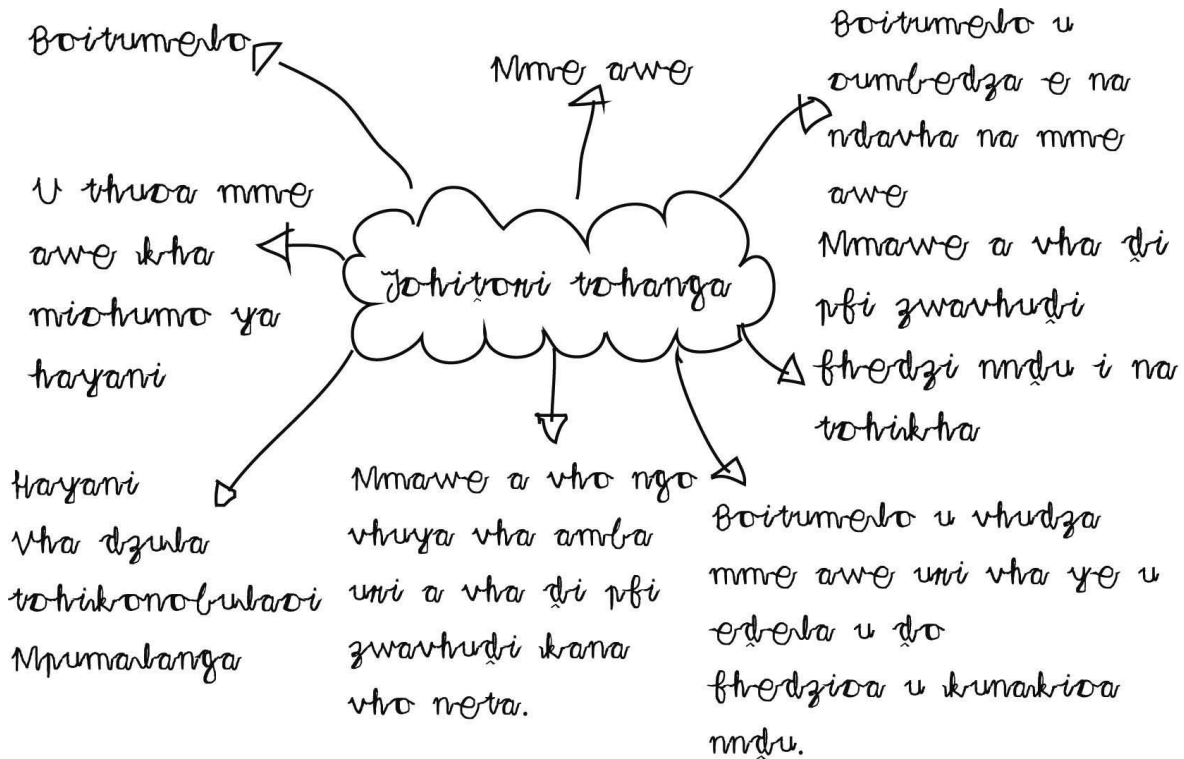 Boitumelo
Mme awe
Boitumelo u
sumbedza e na
ndavha na mme
awe
U thusa mme
awe kha
mishumo ya
hayani
Tshiṱori tshanga
Mmawe a vha ḓi
pfi zwavhuḓi
fhedzi nnḓu i na
tshikha
Hayani
Vha dzula
tshikonobulasi
Mpumalanga
Mmawe a vho ngo
vhuya vha amba
uri a vha ḓi pfi
zwavhuḓi kana
vho neta.
Boitumelo u vhudza
mme awe uri vha ye u
eḓela u ḓo
fhedzisa u kunakisa
nnḓu.